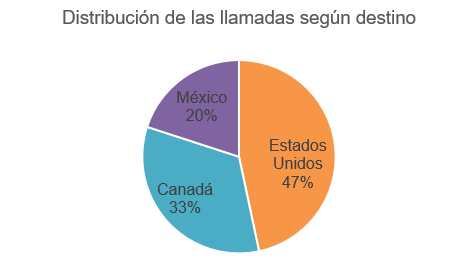 Distribución de las llamadas según destino
México
20%
Estados
Unidos
47%
Canadá
33%